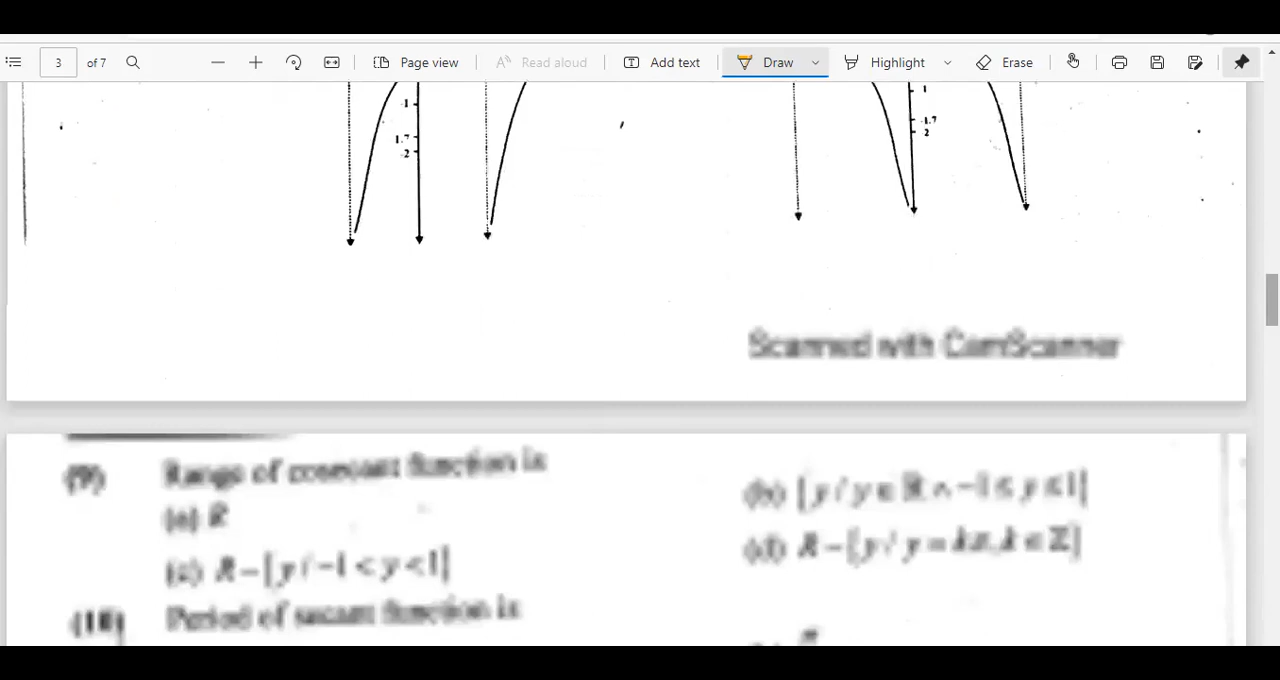 3 of 7 Page view Read aloud Add text Draw Highlight Erase
-1
1.7
-2
1
-1.7
2
Scanned with CamScanner
(9) Range of cosecant function is
(a) R
(b) {y / y ∈ ℝ ∧ −1 ≤ y ≤ 1}
(c) R − {y / −1 < y < 1}
(d) R − {y / y = kπ, k ∈ ℤ}
(10) Period of secant function is
π